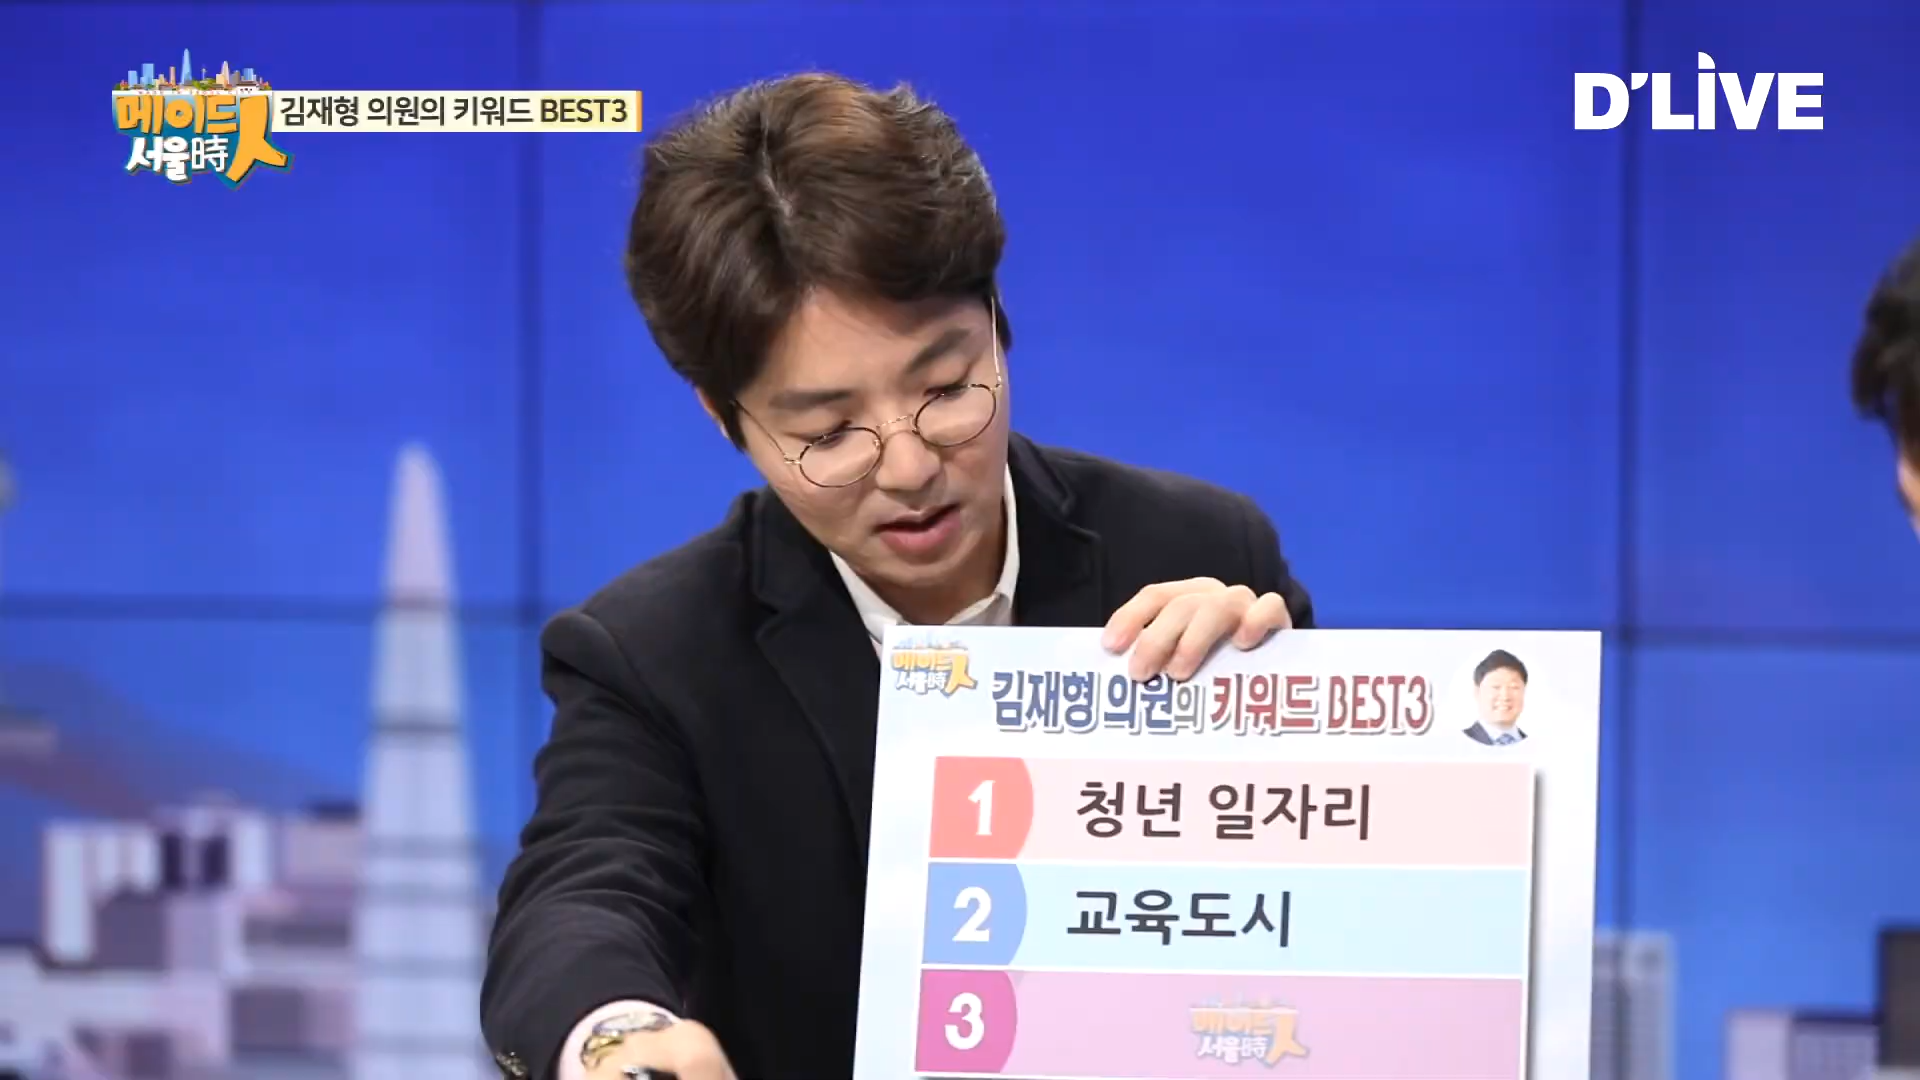 메이드人
서울時
김재형 의원의 키워드 BEST3
D'LIVE
메이드人
서울時
김재형 의원의 키워드 BEST3
1 청년 일자리
2 교육도시
3
메이드人
서울時